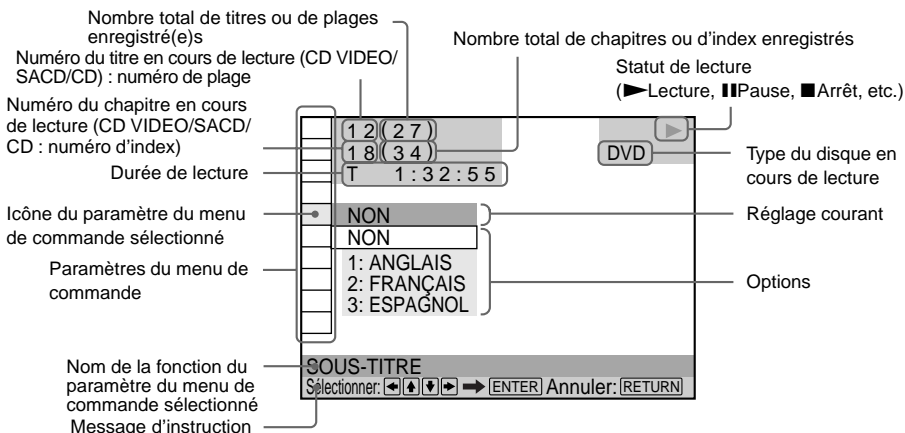 Nombre total de titres ou de plages
enregistré(e)s
Numéro du titre en cours de lecture (CD VIDEO/
SACD/CD) : numéro de plage
Numéro du chapitre en cours
de lecture (CD VIDEO/SACD/
CD : numéro d'index)
Durée de lecture
Icône du paramètre du menu
de commande sélectionné
Paramètres du menu de
commande
Nom de la fonction du
paramètre du menu de
commande sélectionné
Message d'instruction
Nombre total de chapitres ou d'index enregistrés
Statut de lecture
(▶Lecture, ⏸Pause, ■Arrêt, etc.)
Type du disque en
cours de lecture
Réglage courant
Options
12(27)
18(34)
T 1:32:55
DVD
NON
NON
1: ANGLAIS
2: FRANÇAIS
3: ESPAGNOL
SOUS-TITRE
Sélectionner: ←↑↓→ ➡ ENTER Annuler: RETURN